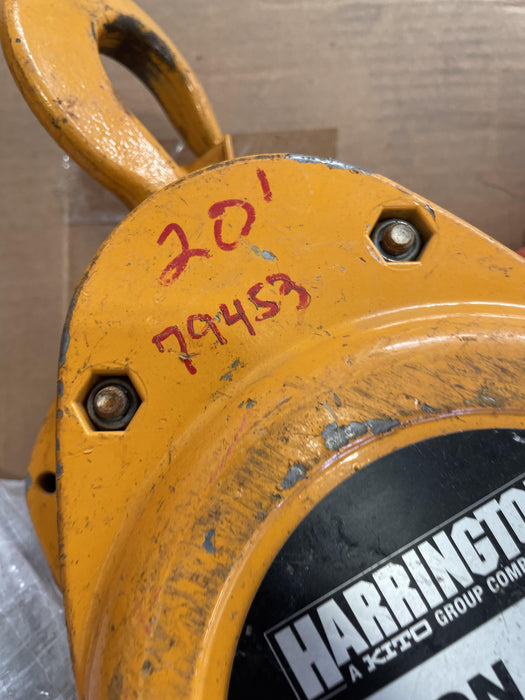 20'
79453
HARRINGTO
A KITO GROUP COMP
N